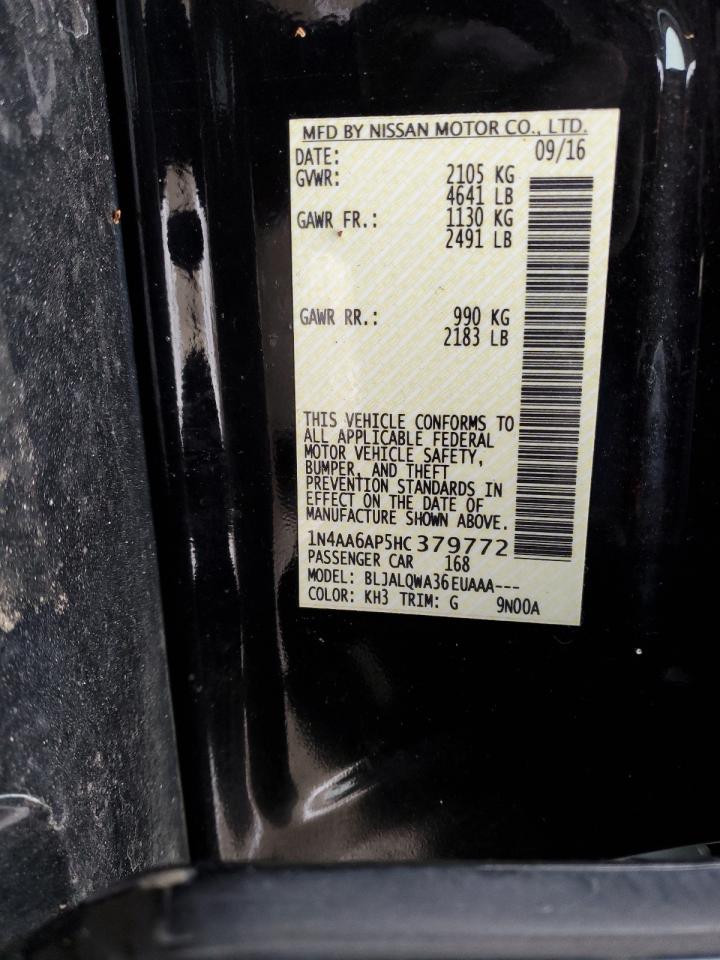 MFD BY NISSAN MOTOR CO., LTD.
DATE: 09/16
GVWR: 2105 KG
4641 LB
GAWR FR.: 1130 KG
2491 LB
GAWR RR.: 990 KG
2183 LB
THIS VEHICLE CONFORMS TO
ALL APPLICABLE FEDERAL
MOTOR VEHICLE SAFETY,
BUMPER, AND THEFT
PREVENTION STANDARDS IN
EFFECT ON THE DATE OF
MANUFACTURE SHOWN ABOVE.
1N4AA6AP5HC379772
PASSENGER CAR 168
MODEL: BLJALQWA36EUAAA---
COLOR: KH3 TRIM: G 9N00A